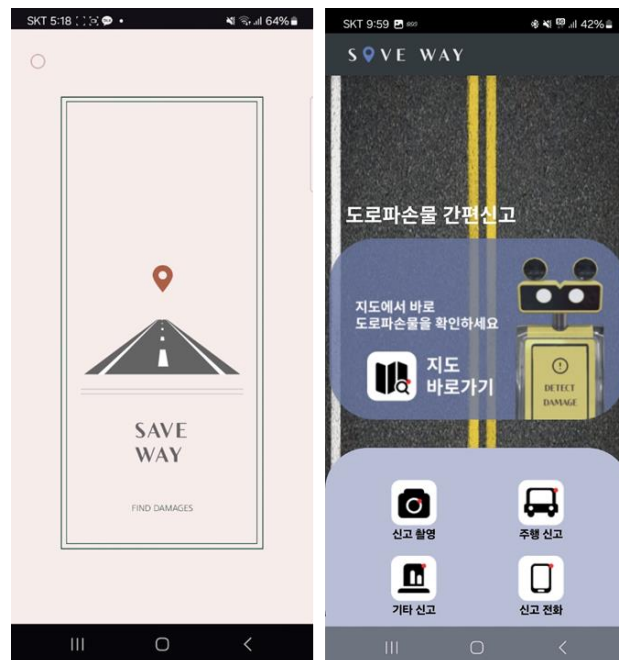 SKT 5:18
64%
SAVE
WAY
FIND DAMAGES
SKT 9:59
42%
SVE WAY
도로파손물 간편신고
지도에서 바로
도로파손물을 확인하세요
지도
바로가기
DETECT
DAMAGE
신고 촬영
주행 신고
기타 신고
신고 전화